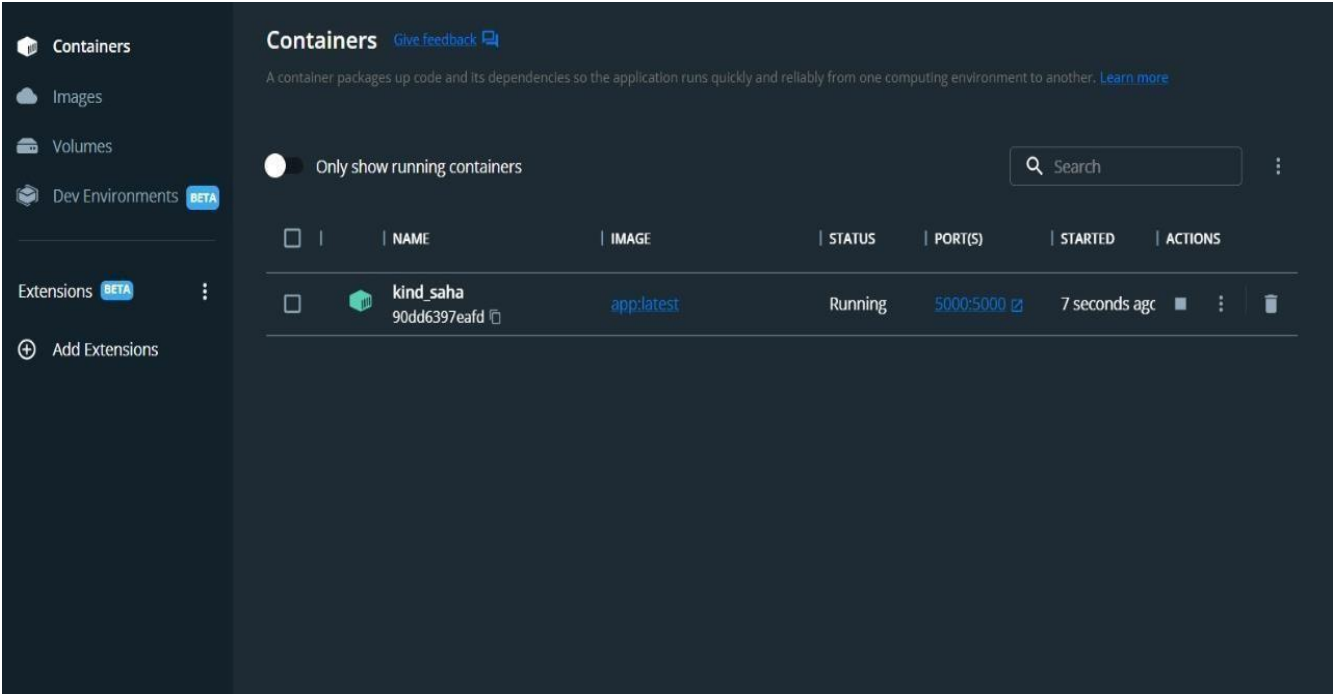 Containers
Images
Volumes
Dev Environments BETA
Extensions BETA
Add Extensions
Containers Give feedback
A container packages up code and its dependencies so the application runs quickly and reliably from one computing environment to another. Learn more
Only show running containers
Search
NAME IMAGE STATUS PORT(S) STARTED ACTIONS
kind_saha
90dd6397eafd
app:latest Running 5000:5000 7 seconds agc